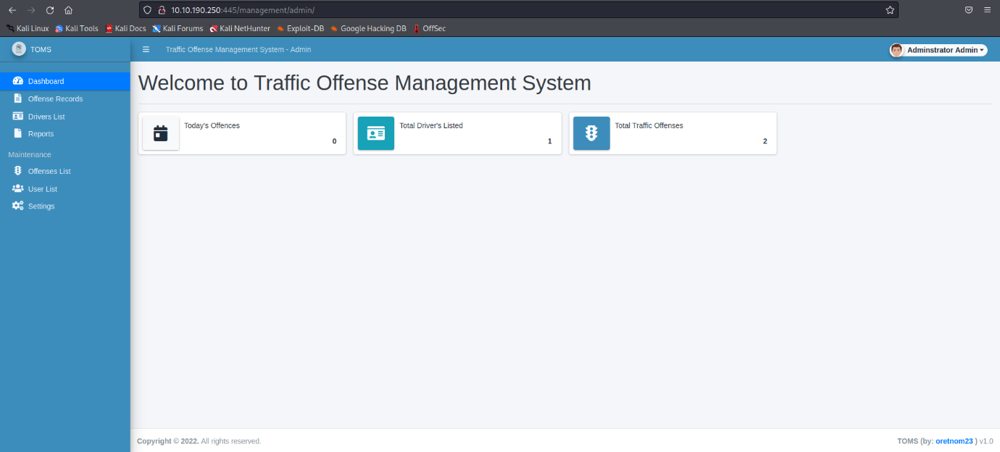 10.10.190.250:445/management/admin/
Kali Linux Kali Tools Kali Docs Kali Forums Kali NetHunter Exploit-DB Google Hacking DB OffSec
TOMS Traffic Offense Management System - Admin Adminstrator Admin
Dashboard
Offense Records
Drivers List
Reports
Maintenance
Offenses List
User List
Settings
Welcome to Traffic Offense Management System
Today's Offences
0
Total Driver's Listed
1
Total Traffic Offenses
2
Copyright © 2022. All rights reserved. TOMS (by: oretnom23 ) v1.0